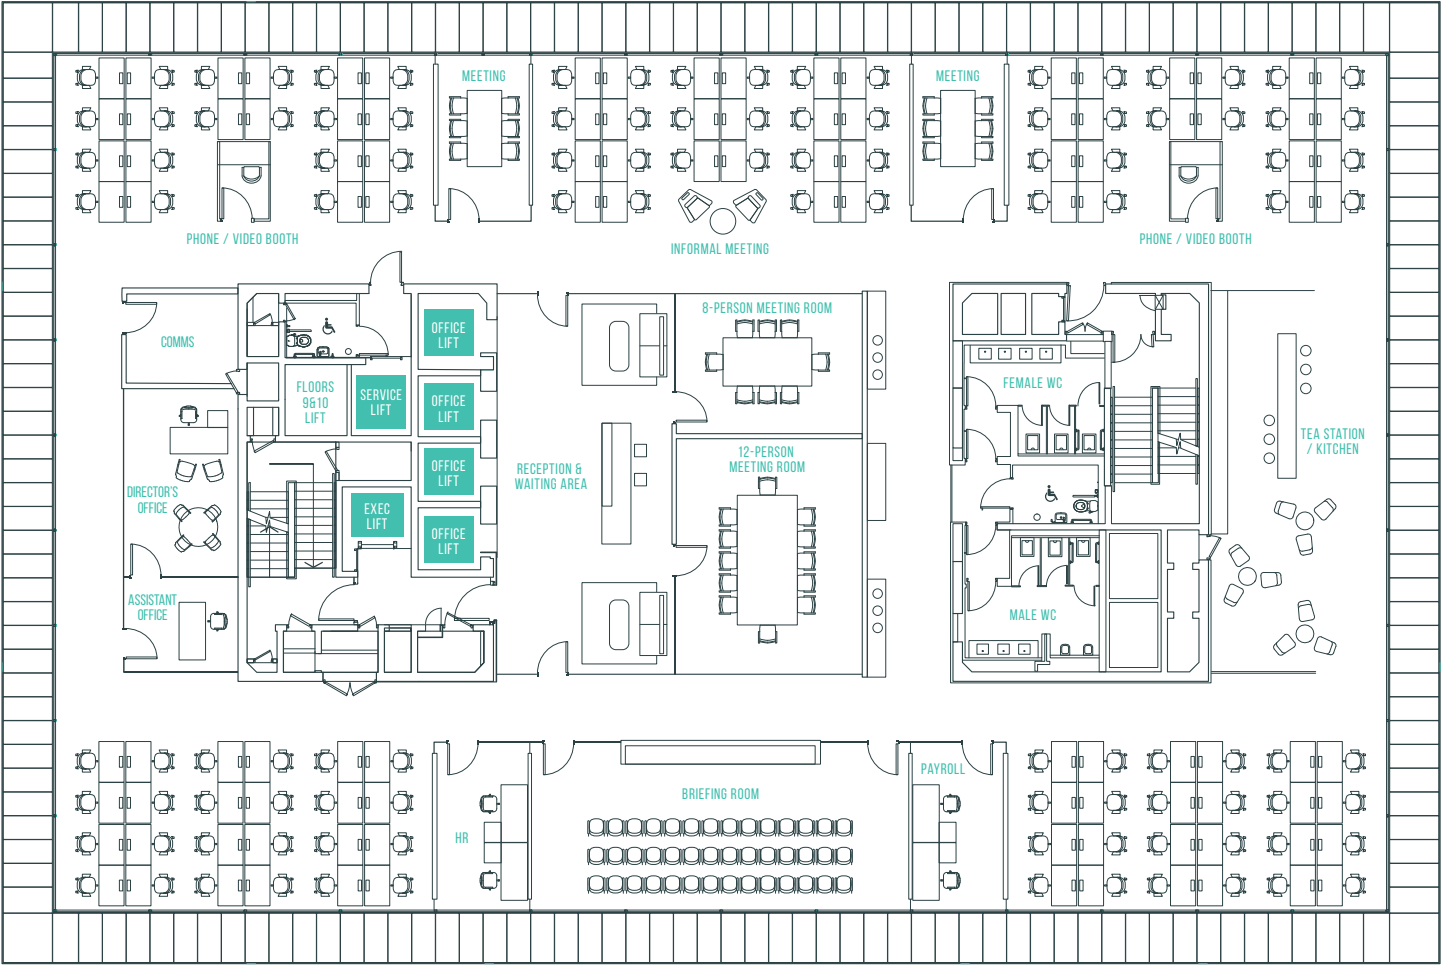 MEETING
MEETING
PHONE / VIDEO BOOTH
INFORMAL MEETING
PHONE / VIDEO BOOTH
COMMS
OFFICE
LIFT
8-PERSON MEETING ROOM
FLOORS
9&10
LIFT
SERVICE
LIFT
OFFICE
LIFT
FEMALE WC
TEA STATION
/ KITCHEN
OFFICE
LIFT
RECEPTION &
WAITING AREA
12-PERSON
MEETING ROOM
DIRECTOR'S
OFFICE
EXEC
LIFT
OFFICE
LIFT
ASSISTANT
OFFICE
MALE WC
PAYROLL
BRIEFING ROOM
HR